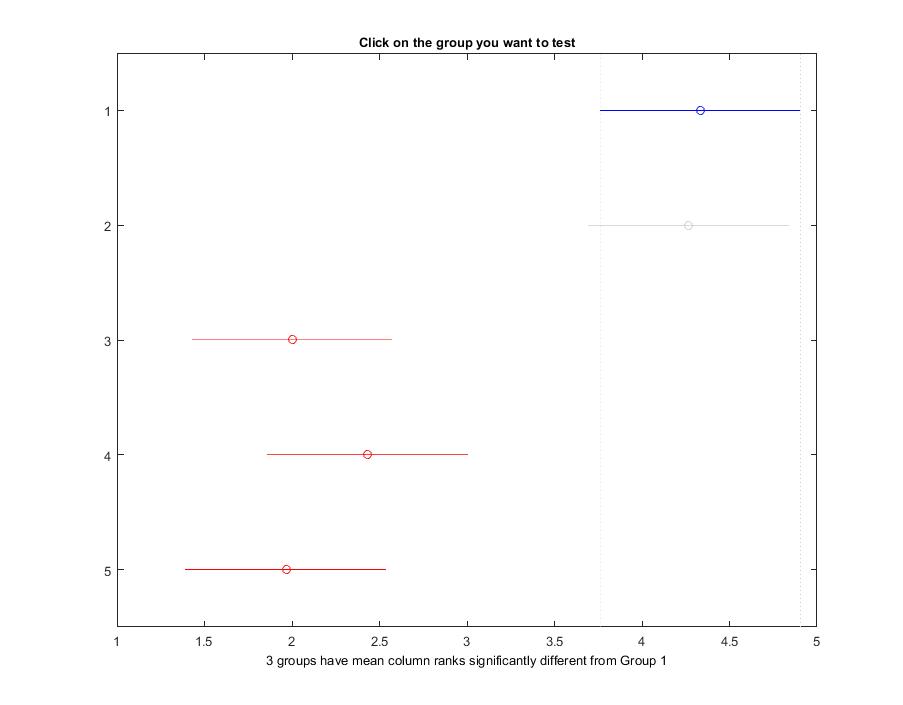 Click on the group you want to test
1
2
3
4
5
1 1.5 2 2.5 3 3.5 4 4.5 5
3 groups have mean column ranks significantly different from Group 1